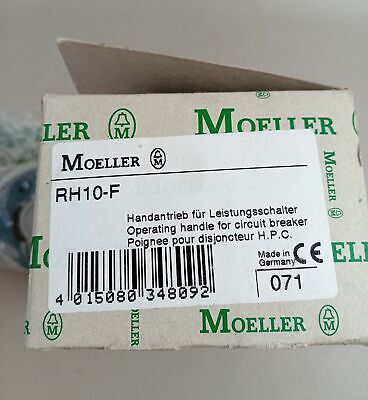 MOELLER
MOELLER
RH10-F
Handantrieb für Leistungsschalter
Operating handle for circuit breaker
Poignee pour disjoncteur H.P.C.
Made in
Germany
CE
071
4 015080 348092
MOELLER